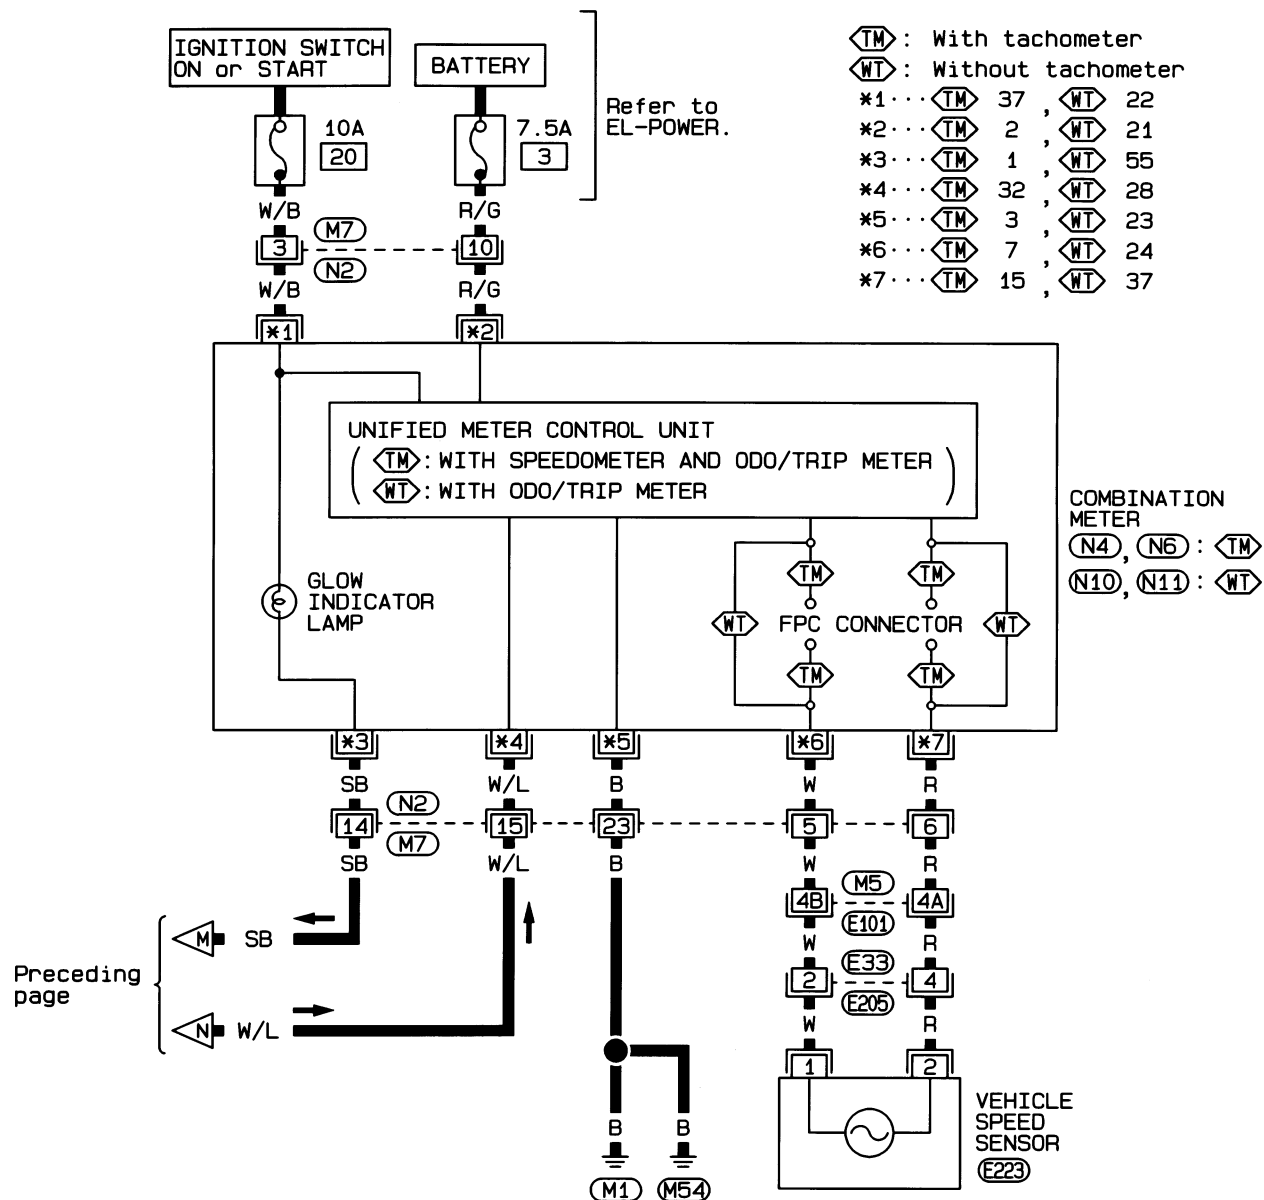 IGNITION SWITCH
ON or START
BATTERY
Refer to
EL-POWER.
10A
20
7.5A
3
W/B
R/G
M7
3
10
N2
W/B
R/G
*1
*2
TM : With tachometer
WT : Without tachometer
*1 ··· TM 37 , WT 22
*2 ··· TM 2 , WT 21
*3 ··· TM 1 , WT 55
*4 ··· TM 32 , WT 28
*5 ··· TM 3 , WT 23
*6 ··· TM 7 , WT 24
*7 ··· TM 15 , WT 37
UNIFIED METER CONTROL UNIT
( TM : WITH SPEEDOMETER AND ODO/TRIP METER
WT : WITH ODO/TRIP METER )
COMBINATION
METER
N4 , N6 : TM
N10 , N11 : WT
GLOW
INDICATOR
LAMP
TM
TM
WT
FPC CONNECTOR
WT
TM
TM
*3
*4
*5
*6
*7
SB
W/L
B
W
R
N2
14
15
23
5
6
M7
SB
W/L
B
W
R
M5
4B
4A
E101
W
R
E33
2
4
E205
W
R
1
2
Preceding
page
M
SB
N
W/L
B
B
M1
M54
VEHICLE
SPEED
SENSOR
E223